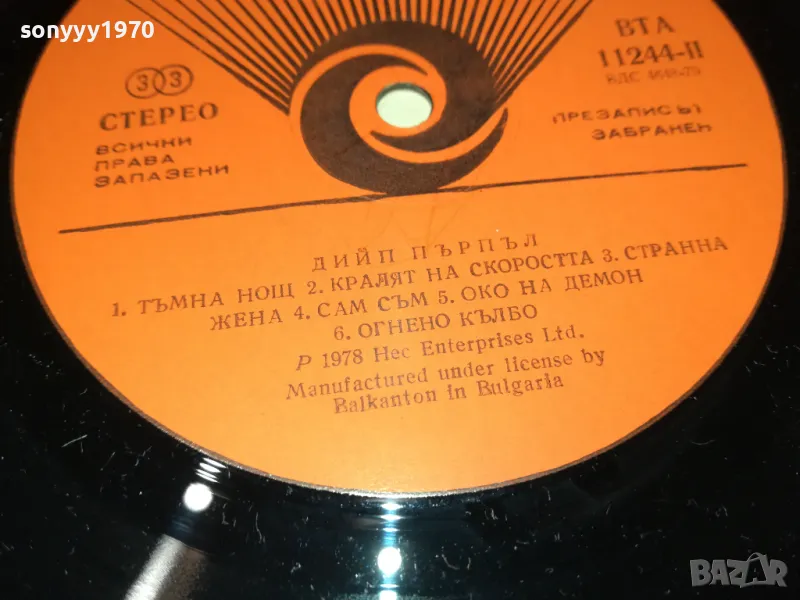 sonyyy1970
33
СТЕРЕО
ВСИЧКИ
ПРАВА
ЗАПАЗЕНИ
ВТА
11244-II
БДС
ПРЕЗАПИСЪТ
ЗАБРАНЕН
ДИЙП ПЪРПЪЛ
1. ТЪМНА НОЩ 2. КРАЛЯТ НА СКОРОСТТА 3. СТРАННА
ЖЕНА 4. САМ СЪМ 5. ОКО НА ДЕМОН
6. ОГНЕНО КЪЛБО
P 1978 Hec Enterprises Ltd.
Manufactured under license by
Balkanton in Bulgaria
BAZAR